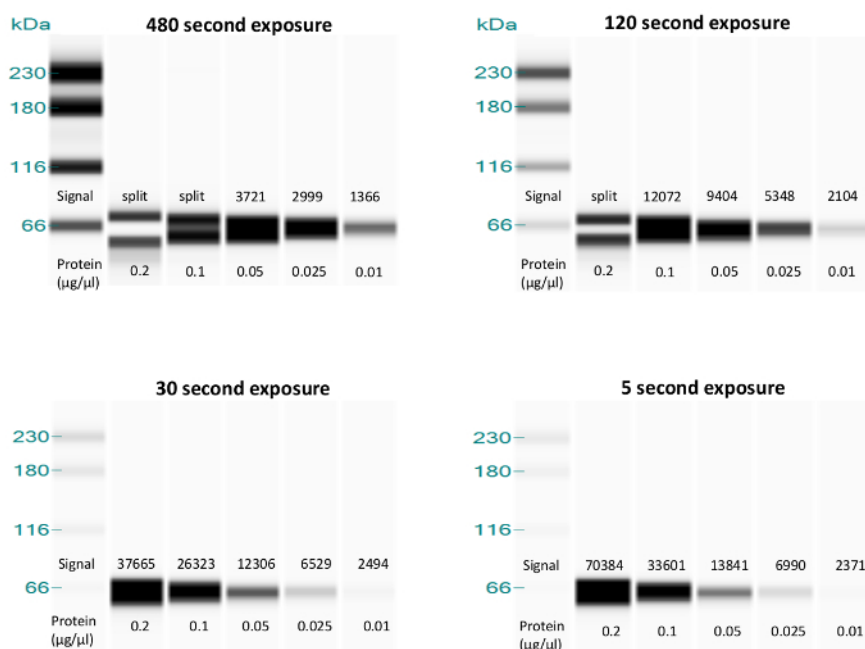 kDa 480 second exposure
230
180
116
Signal split split 3721 2999 1366
66
Protein (µg/µl) 0.2 0.1 0.05 0.025 0.01
kDa 120 second exposure
230
180
116
Signal split 12072 9404 5348 2104
66
Protein (µg/µl) 0.2 0.1 0.05 0.025 0.01
30 second exposure
230
180
116
Signal 37665 26323 12306 6529 2494
66
Protein (µg/µl) 0.2 0.1 0.05 0.025 0.01
5 second exposure
230
180
116
Signal 70384 33601 13841 6990 2371
66
Protein (µg/µl) 0.2 0.1 0.05 0.025 0.01